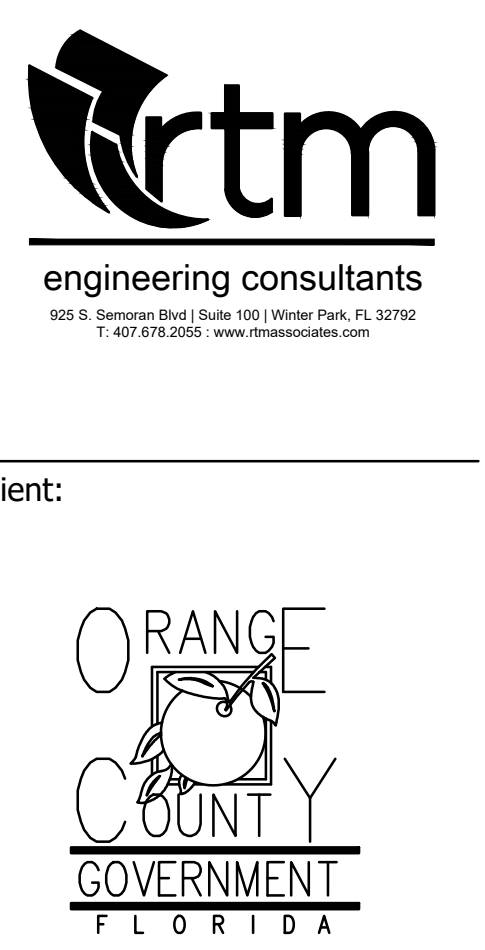 rtm
engineering consultants
925 S. Semoran Blvd | Suite 100 | Winter Park, FL 32792
T: 407.678.2055 : www.rtmassociates.com
ient:
ORANGE
COUNTY
GOVERNMENT
FLORIDA